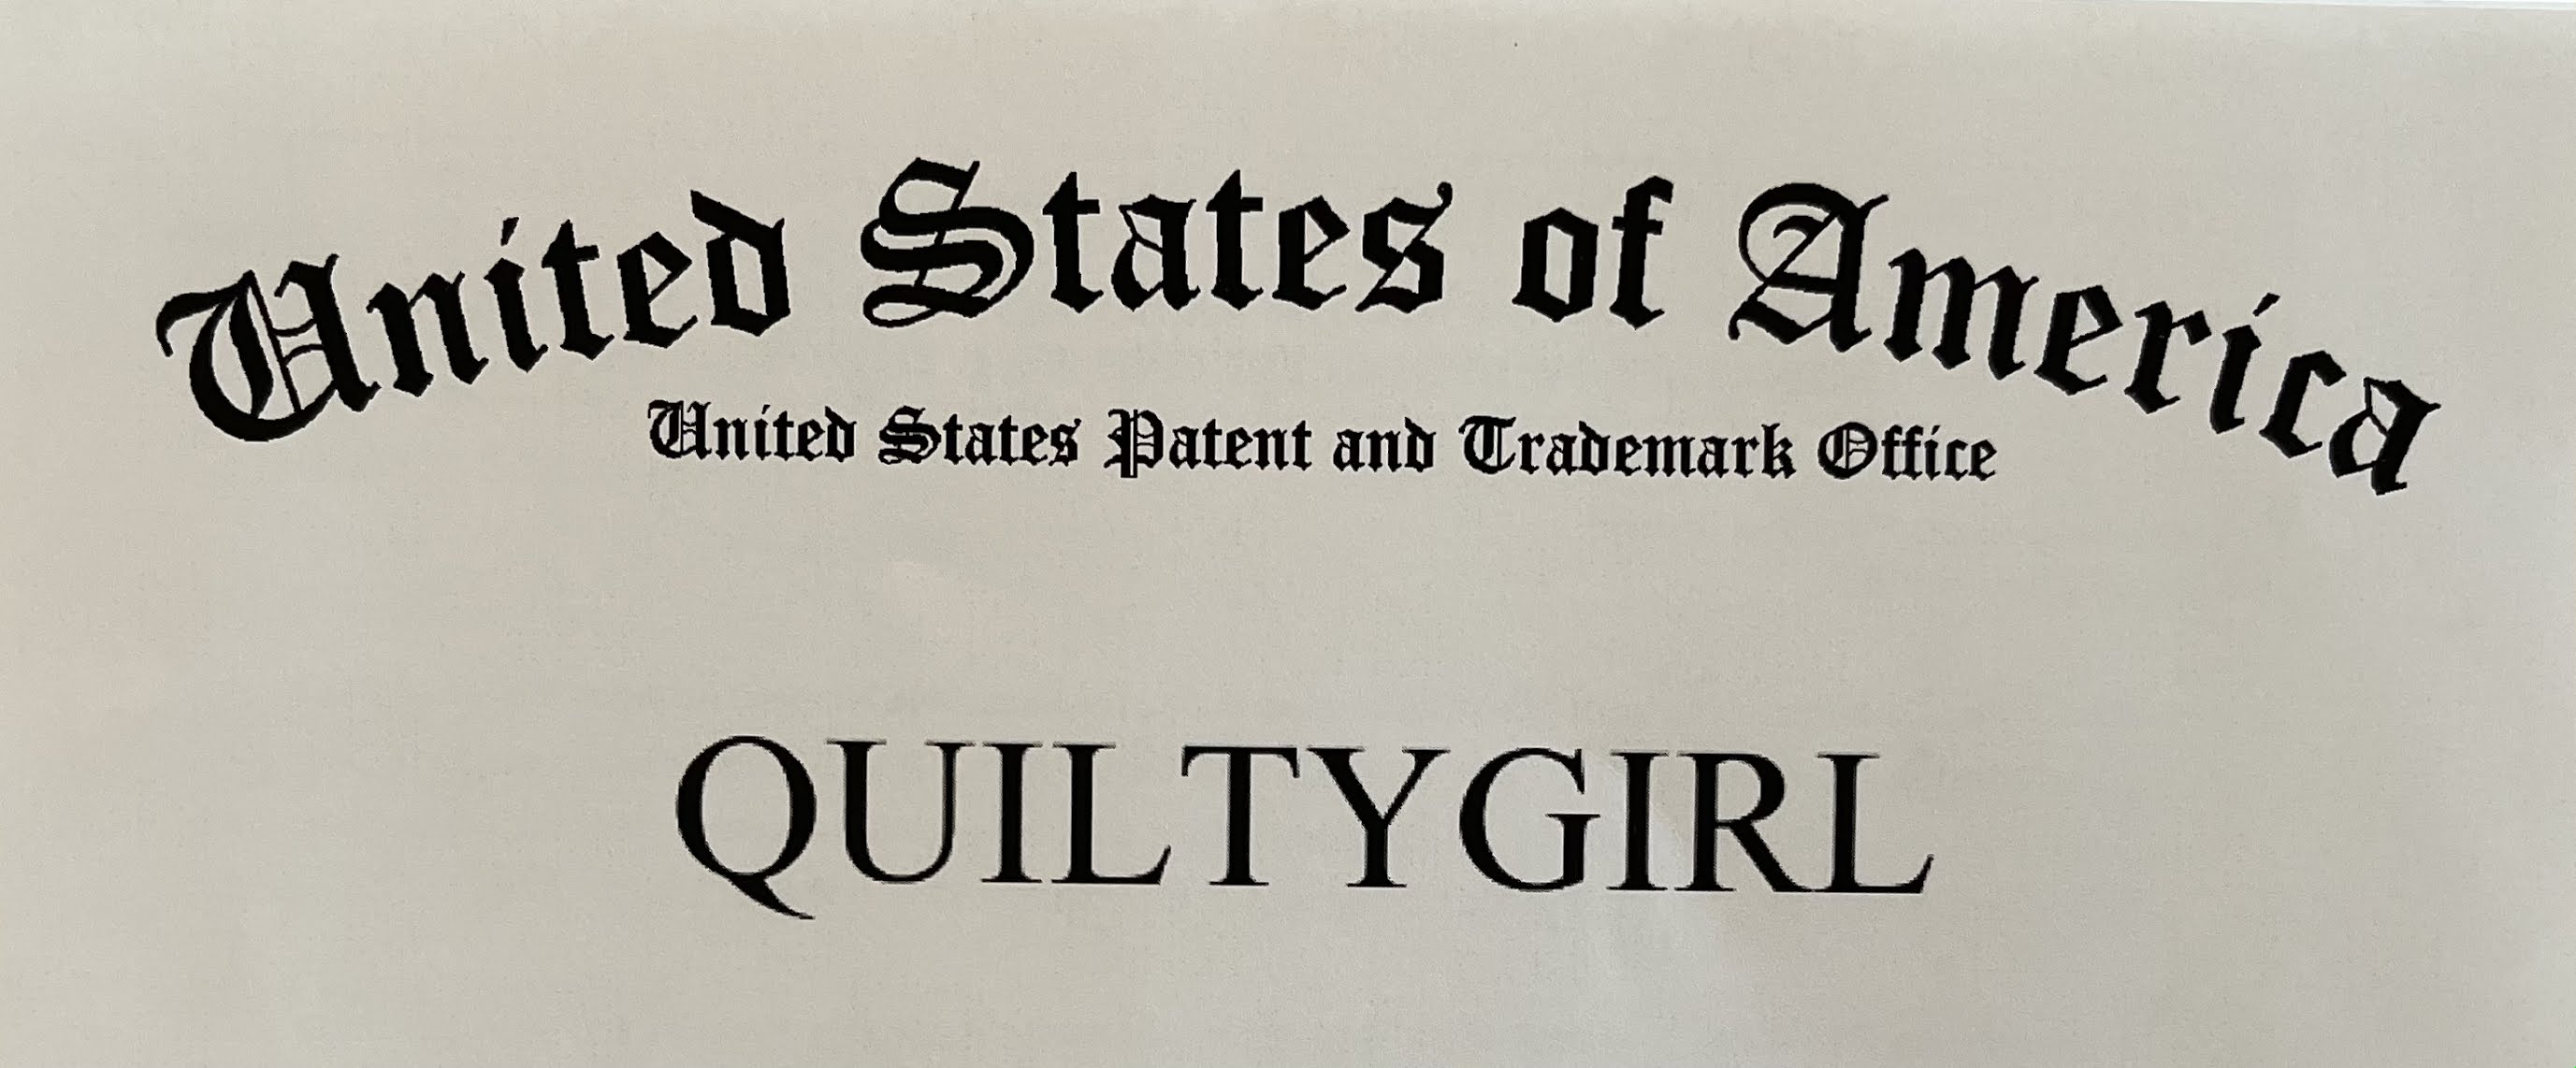 United States of America
United States Patent and Trademark Office
QUILTYGIRL